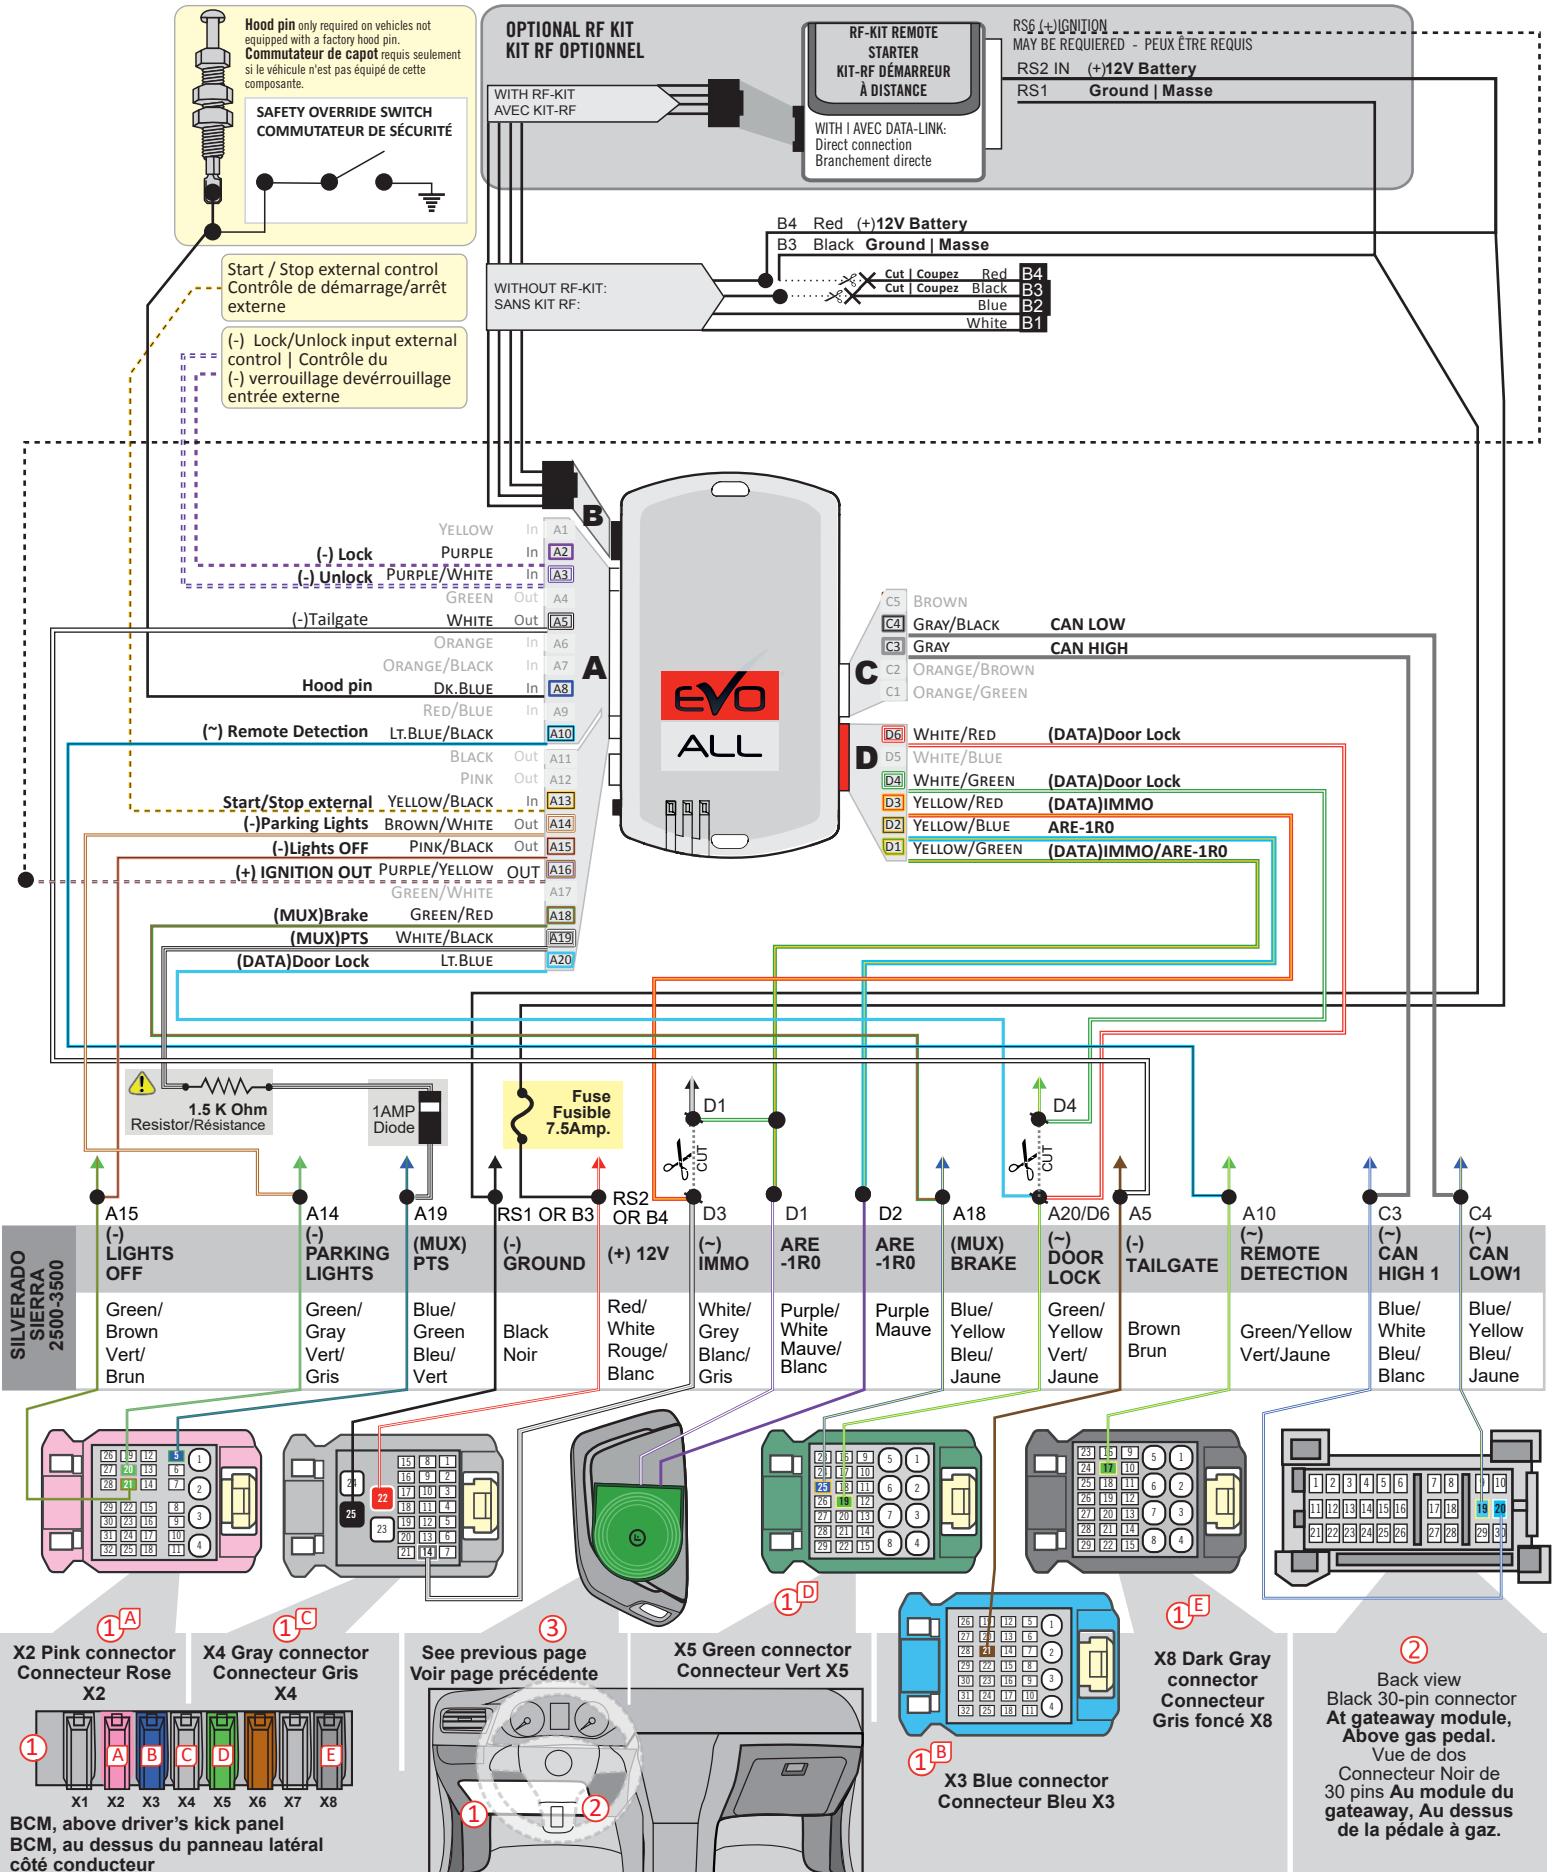 Hood pin only required on vehicles not
equipped with a factory hood pin.
Commutateur de capot requis seulement
si le véhicule n'est pas équipé de cette
composante.
SAFETY OVERRIDE SWITCH
COMMUTATEUR DE SÉCURITÉ
OPTIONAL RF KIT
KIT RF OPTIONNEL
WITH RF-KIT
AVEC KIT-RF
RF-KIT REMOTE
STARTER
KIT-RF DÉMARREUR
À DISTANCE
WITH | AVEC DATA-LINK:
Direct connection
Branchement directe
RS6 (+)IGNITION
MAY BE REQUIERED - PEUX ÊTRE REQUIS
RS2 IN (+)12V Battery
RS1 Ground | Masse
B4 Red (+)12V Battery
B3 Black Ground | Masse
WITHOUT RF-KIT:
SANS KIT RF:
Cut | Coupez Red B4
Cut | Coupez Black B3
Blue B2
White B1
Start / Stop external control
Contrôle de démarrage/arrêt
externe
(-) Lock/Unlock input external
control | Contrôle du
(-) verrouillage devérrouillage
entrée externe
B
A
YELLOW In A1
(-) Lock PURPLE In A2
(-) Unlock PURPLE/WHITE In A3
GREEN Out A4
(-)Tailgate WHITE Out A5
ORANGE In A6
ORANGE/BLACK In A7
Hood pin DK.BLUE In A8
RED/BLUE In A9
(~) Remote Detection LT.BLUE/BLACK A10
BLACK Out A11
PINK Out A12
Start/Stop external YELLOW/BLACK In A13
(-)Parking Lights BROWN/WHITE Out A14
(-)Lights OFF PINK/BLACK Out A15
(+) IGNITION OUT PURPLE/YELLOW OUT A16
GREEN/WHITE A17
(MUX)Brake GREEN/RED A18
(MUX)PTS WHITE/BLACK A19
(DATA)Door Lock LT.BLUE A20
EVO
ALL
C
C5 BROWN
C4 GRAY/BLACK CAN LOW
C3 GRAY CAN HIGH
C2 ORANGE/BROWN
C1 ORANGE/GREEN
D
D6 WHITE/RED (DATA)Door Lock
D5 WHITE/BLUE
D4 WHITE/GREEN (DATA)Door Lock
D3 YELLOW/RED (DATA)IMMO
D2 YELLOW/BLUE ARE-1R0
D1 YELLOW/GREEN (DATA)IMMO/ARE-1R0
1.5 K Ohm
Resistor/Résistance
1AMP
Diode
Fuse
Fusible
7.5Amp.
D1
CUT
D4
CUT
SILVERADO
SIERRA
2500-3500
A15
(-)
LIGHTS
OFF
Green/
Brown
Vert/
Brun
A14
(-)
PARKING
LIGHTS
Green/
Gray
Vert/
Gris
A19
(MUX)
PTS
Blue/
Green
Bleu/
Vert
RS1 OR B3
(-)
GROUND
Black
Noir
RS2
OR B4
(+) 12V
Red/
White
Rouge/
Blanc
D3
(~)
IMMO
White/
Grey
Blanc/
Gris
D1
ARE
-1R0
Purple/
White
Mauve/
Blanc
D2
ARE
-1R0
Purple
Mauve
A18
(MUX)
BRAKE
Blue/
Yellow
Bleu/
Jaune
A20/D6
(~)
DOOR
LOCK
Green/
Yellow
Vert/
Jaune
A5
(-)
TAILGATE
Brown
Brun
A10
(~)
REMOTE
DETECTION
Green/Yellow
Vert/Jaune
C3
(~)
CAN
HIGH 1
Blue/
White
Bleu/
Blanc
C4
(~)
CAN
LOW1
Blue/
Yellow
Bleu/
Jaune
1 A
X2 Pink connector
Connecteur Rose
X2
1 C
X4 Gray connector
Connecteur Gris
X4
3
See previous page
Voir page précédente
1 D
X5 Green connector
Connecteur Vert X5
1 B
X3 Blue connector
Connecteur Bleu X3
1 E
X8 Dark Gray
connector
Connecteur
Gris foncé X8
2
Back view
Black 30-pin connector
At gateaway module,
Above gas pedal.
Vue de dos
Connecteur Noir de
30 pins Au module du
gateaway, Au dessus
de la pédale à gaz.
1
A B C D E
X1 X2 X3 X4 X5 X6 X7 X8
BCM, above driver's kick panel
BCM, au dessus du panneau latéral
côté conducteur
1
2